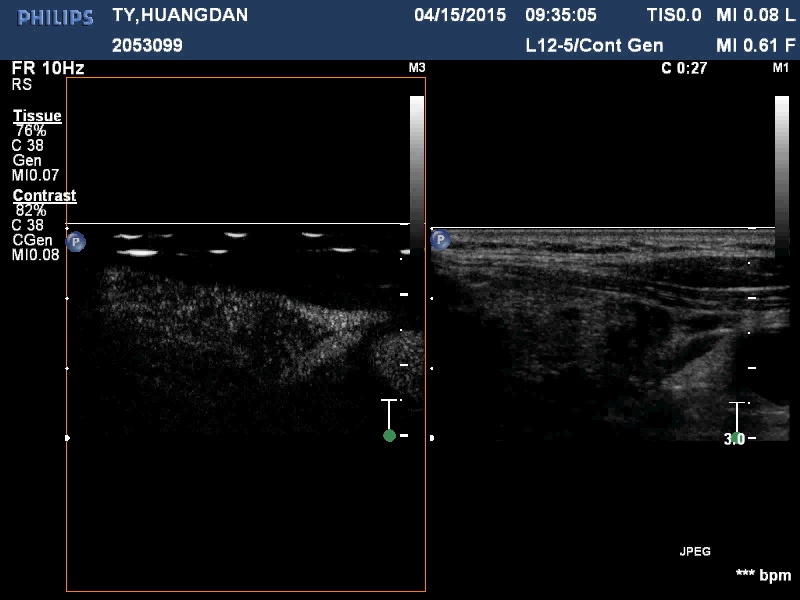 PHILIPS TY,HUANGDAN 04/15/2015 09:35:05 TIS0.0 MI 0.08 L
2053099 L12-5/Cont Gen MI 0.61 F
FR 10Hz M3 C 0:27 M1
RS
Tissue
76%
C 38
Gen
MI0.07
Contrast
82%
C 38
CGen
MI0.08
P P
3.0
JPEG
*** bpm